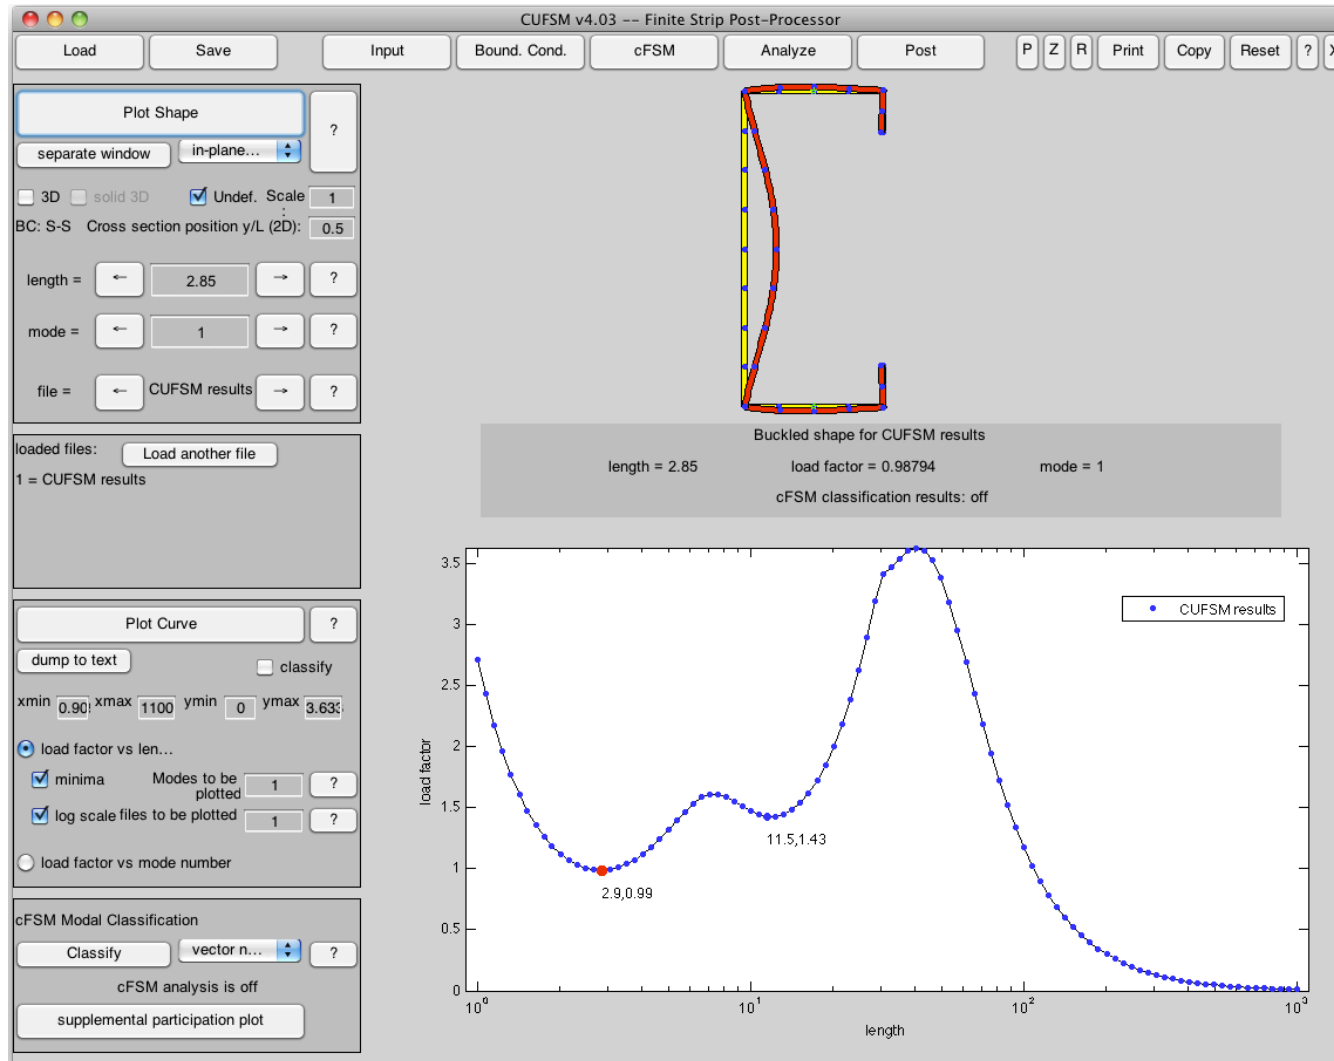 CUFSM v4.03 -- Finite Strip Post-Processor
Load Save Input Bound. Cond. cFSM Analyze Post P Z R Print Copy Reset ? X
Plot Shape ?
separate window in-plane...
3D solid 3D Undef. Scale : 1
BC: S-S Cross section position y/L (2D): 0.5
length = ← 2.85 → ?
mode = ← 1 → ?
file = ← CUFSM results → ?
loaded files: Load another file
1 = CUFSM results
Plot Curve ?
dump to text classify
xmin 0.90 xmax 1100 ymin 0 ymax 3.633
load factor vs len...
minima Modes to be plotted 1 ?
log scale files to be plotted 1 ?
load factor vs mode number
cFSM Modal Classification
Classify vector n... ?
cFSM analysis is off
supplemental participation plot
Buckled shape for CUFSM results
length = 2.85 load factor = 0.98794 mode = 1
cFSM classification results: off
3.5
3
2.5
2
1.5
1
0.5
0
load factor
CUFSM results
11.5,1.43
2.9,0.99
10⁰ 10¹ 10² 10³
length